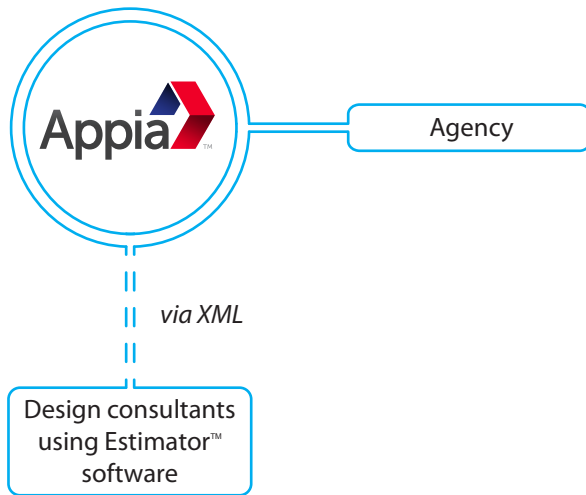 Appia™
Agency
via XML
Design consultants
using Estimator™
software